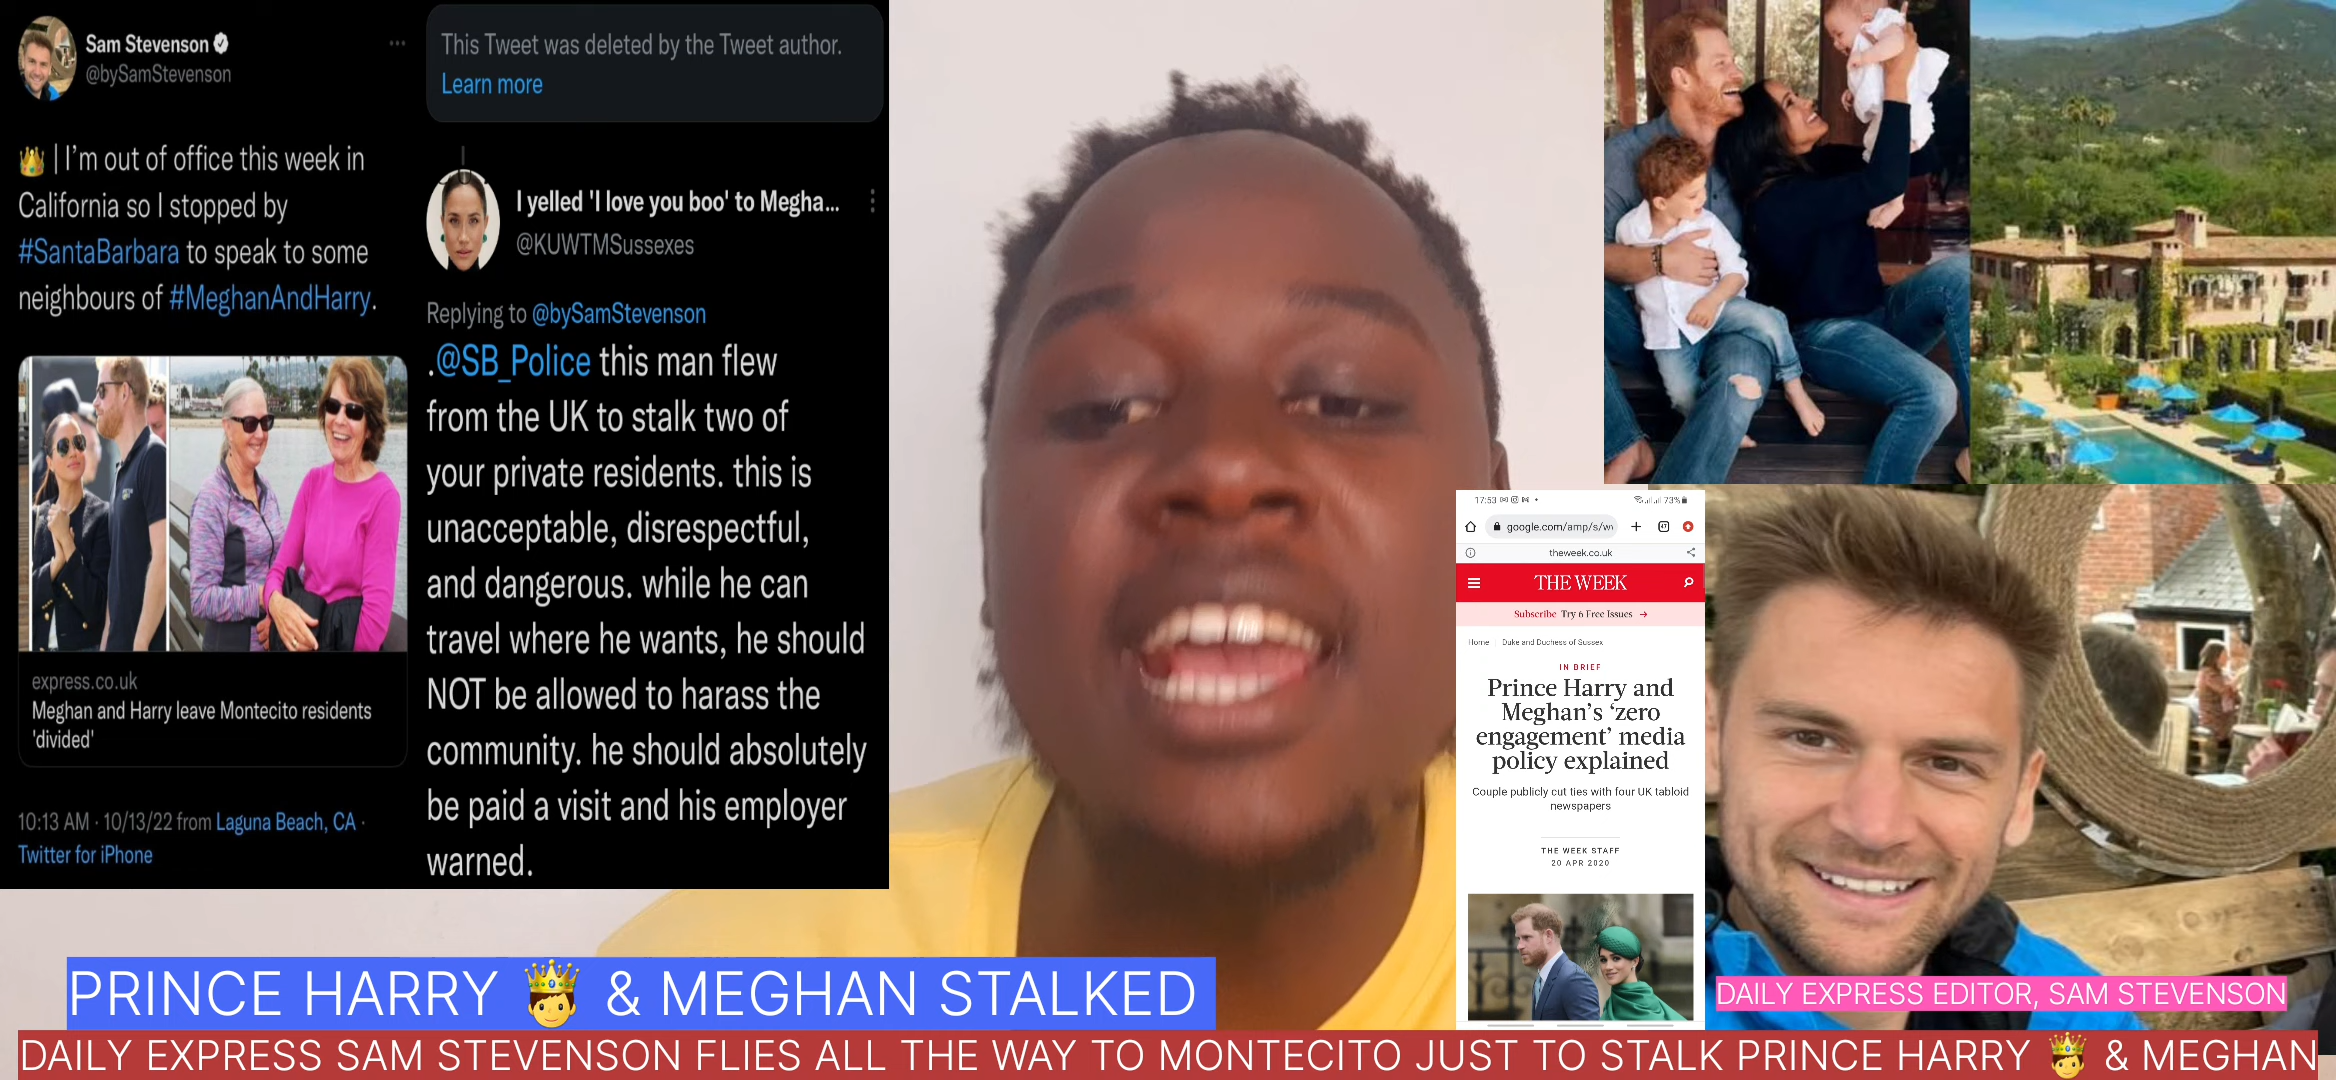 Sam Stevenson
@bySamStevenson
👑 | I'm out of office this week in
California so I stopped by
#SantaBarbara to speak to some
neighbours of #MeghanAndHarry.
express.co.uk
Meghan and Harry leave Montecito residents
'divided'
10:13 AM · 10/13/22 from Laguna Beach, CA ·
Twitter for iPhone
This Tweet was deleted by the Tweet author.
Learn more
I yelled 'I love you boo' to Megha...
@KUWTMSussexes
Replying to @bySamStevenson
.@SB_Police this man flew
from the UK to stalk two of
your private residents. this is
unacceptable, disrespectful,
and dangerous. while he can
travel where he wants, he should
NOT be allowed to harass the
community. he should absolutely
be paid a visit and his employer
warned.
17:53
73%
google.com/amp/s/w
theweek.co.uk
THE WEEK
Subscribe Try 6 Free Issues →
Home Duke and Duchess of Sussex
IN BRIEF
Prince Harry and
Meghan's 'zero
engagement' media
policy explained
Couple publicly cut ties with four UK tabloid
newspapers
THE WEEK STAFF
20 APR 2020
DAILY EXPRESS EDITOR, SAM STEVENSON
PRINCE HARRY 🤴 & MEGHAN STALKED
DAILY EXPRESS SAM STEVENSON FLIES ALL THE WAY TO MONTECITO JUST TO STALK PRINCE HARRY 🤴 & MEGHAN